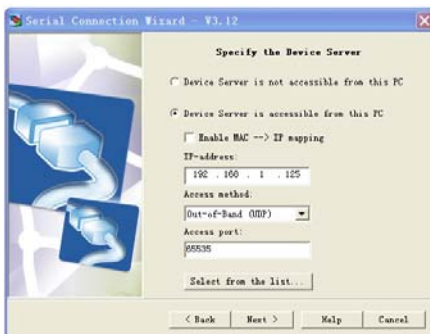 Serial Connection Wizard - V3.12
Specify the Device Server
Device Server is not accessible from this PC
Device Server is accessible from this PC
Enable MAC --> IP mapping
IP-address:
192 . 168 . 1 . 125
Access method:
Out-of-Band (UDP)
Access port:
65535
Select from the list...
< Back
Next >
Help
Cancel